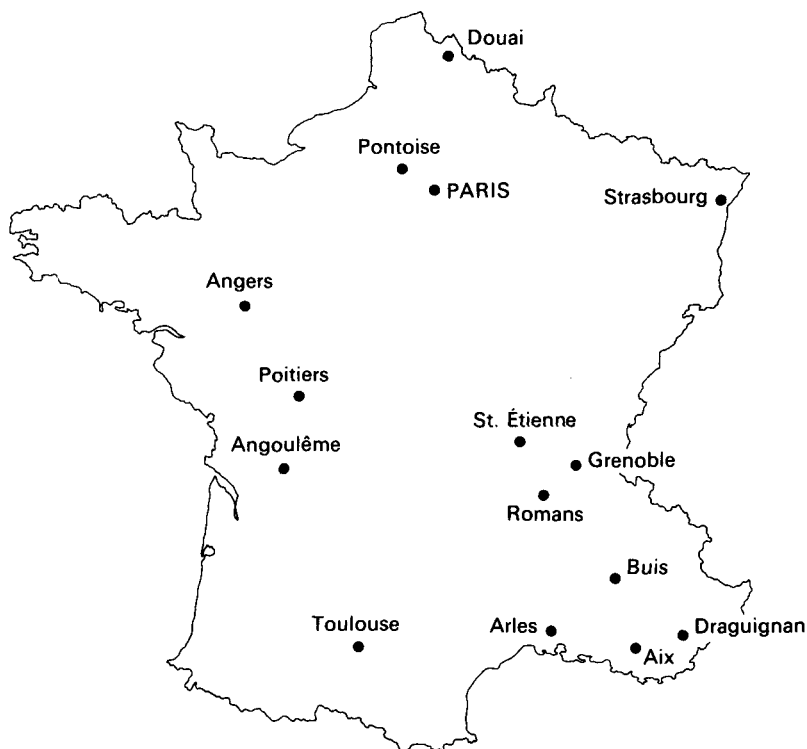 Douai
Pontoise
PARIS
Strasbourg
Angers
Poitiers
St. Étienne
Angoulême
Grenoble
Romans
Buis
Toulouse
Arles
Draguignan
Aix